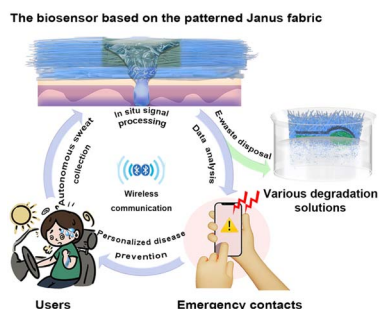 The biosensor based on the patterned Janus fabric
In situ signal
processing
Autonomous sweat
collection
Data analysis
E-waste disposal
Wireless
communication
Various degradation
solutions
Personalized disease
prevention
Users
Emergency contacts